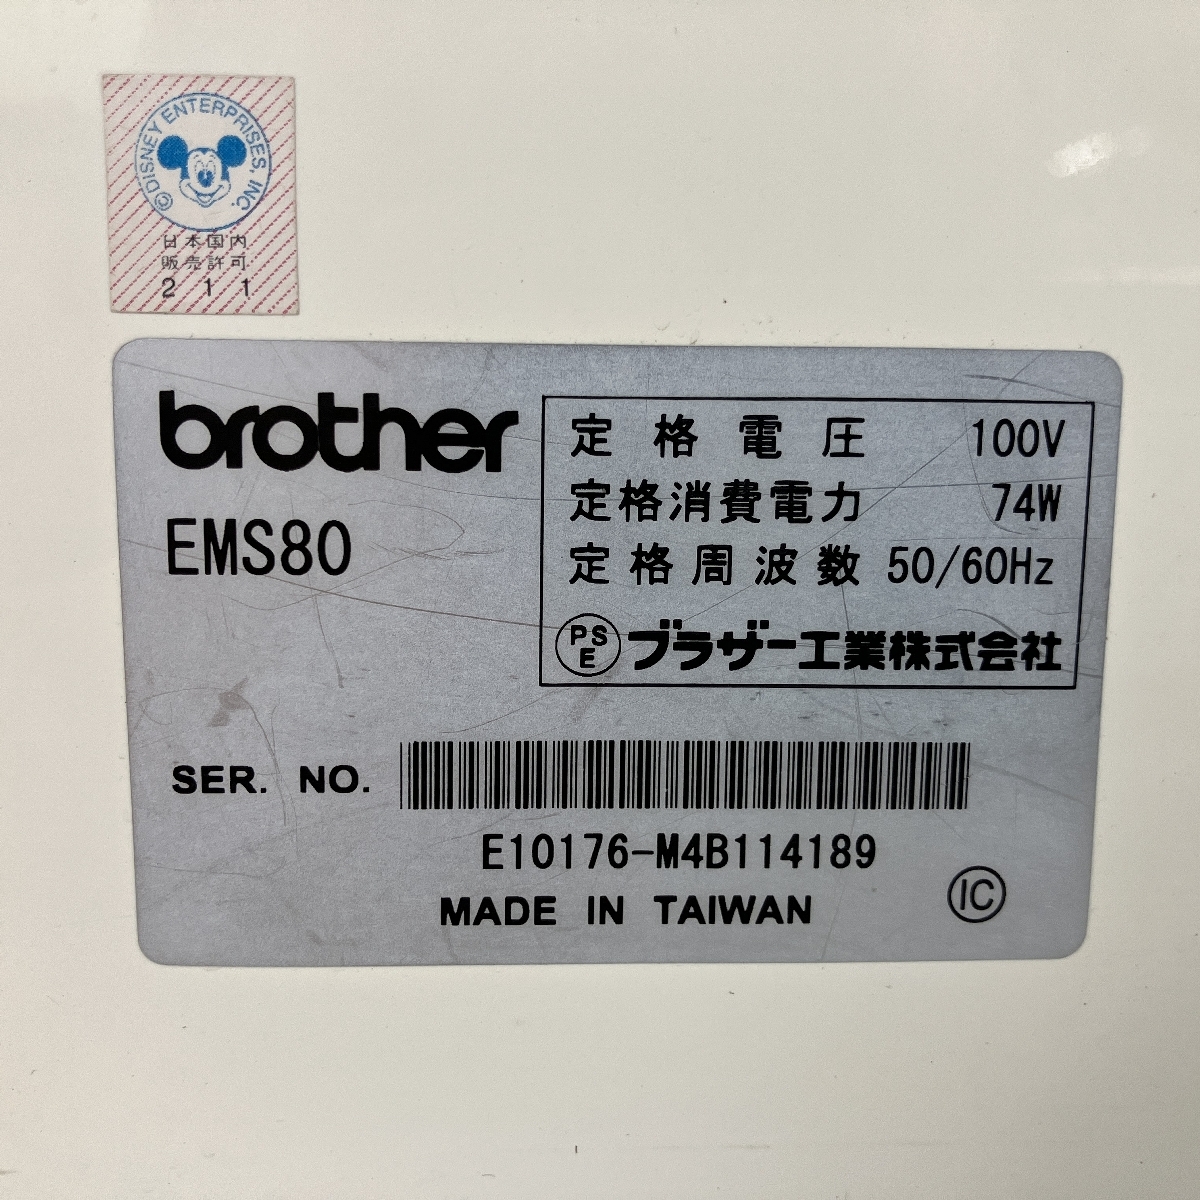 ©DISNEY ENTERPRISES, INC.
日本国内
販売許可
211
brother
EMS80
定格電圧 100V
定格消費電力 74W
定格周波数 50/60Hz
PSE ブラザー工業株式会社
SER. NO.
E10176-M4B114189
MADE IN TAIWAN
IC